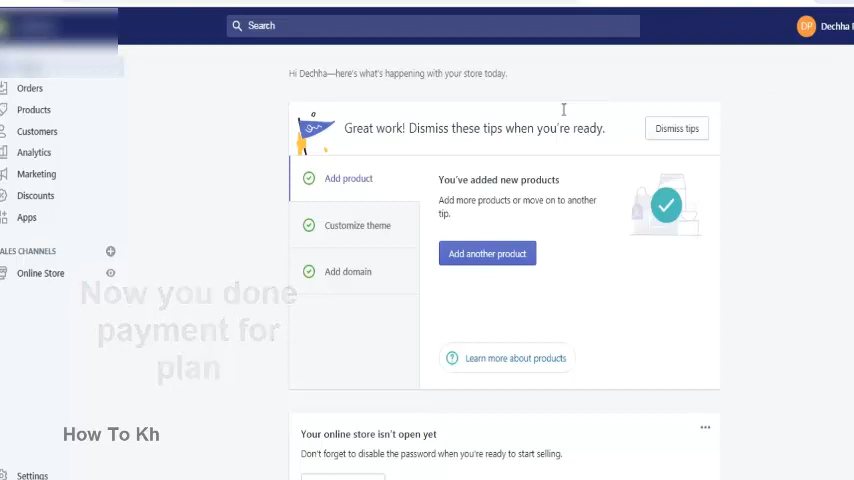 Search
DP
Dechha
Orders
Products
Customers
Analytics
Marketing
Discounts
Apps
ALES CHANNELS
Online Store
Settings
Hi Dechha—here's what's happening with your store today.
Great work! Dismiss these tips when you're ready.
Dismiss tips
Add product
Customize theme
Add domain
You've added new products
Add more products or move on to another
tip.
Add another product
Learn more about products
Your online store isn't open yet
Don't forget to disable the password when you're ready to start selling.
Now you done
payment for
plan
How To Kh